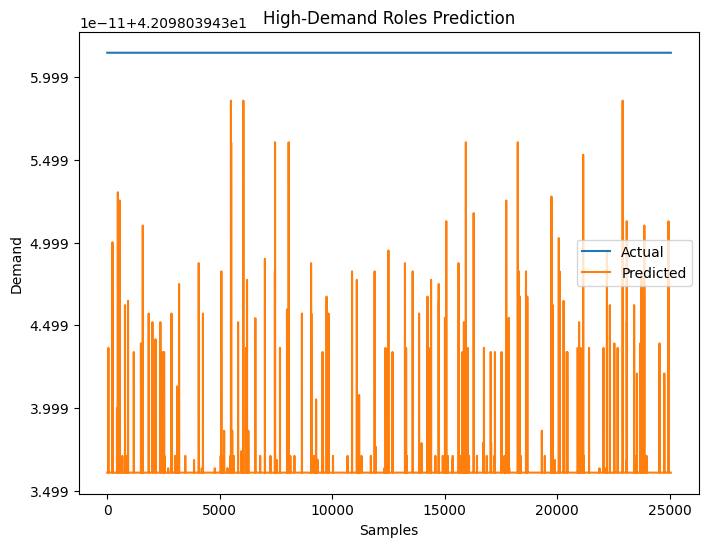 High-Demand Roles Prediction
1e−11+4.209803943e1
5.999
5.499
4.999
4.499
3.999
3.499
Demand
Actual
Predicted
0 5000 10000 15000 20000 25000
Samples